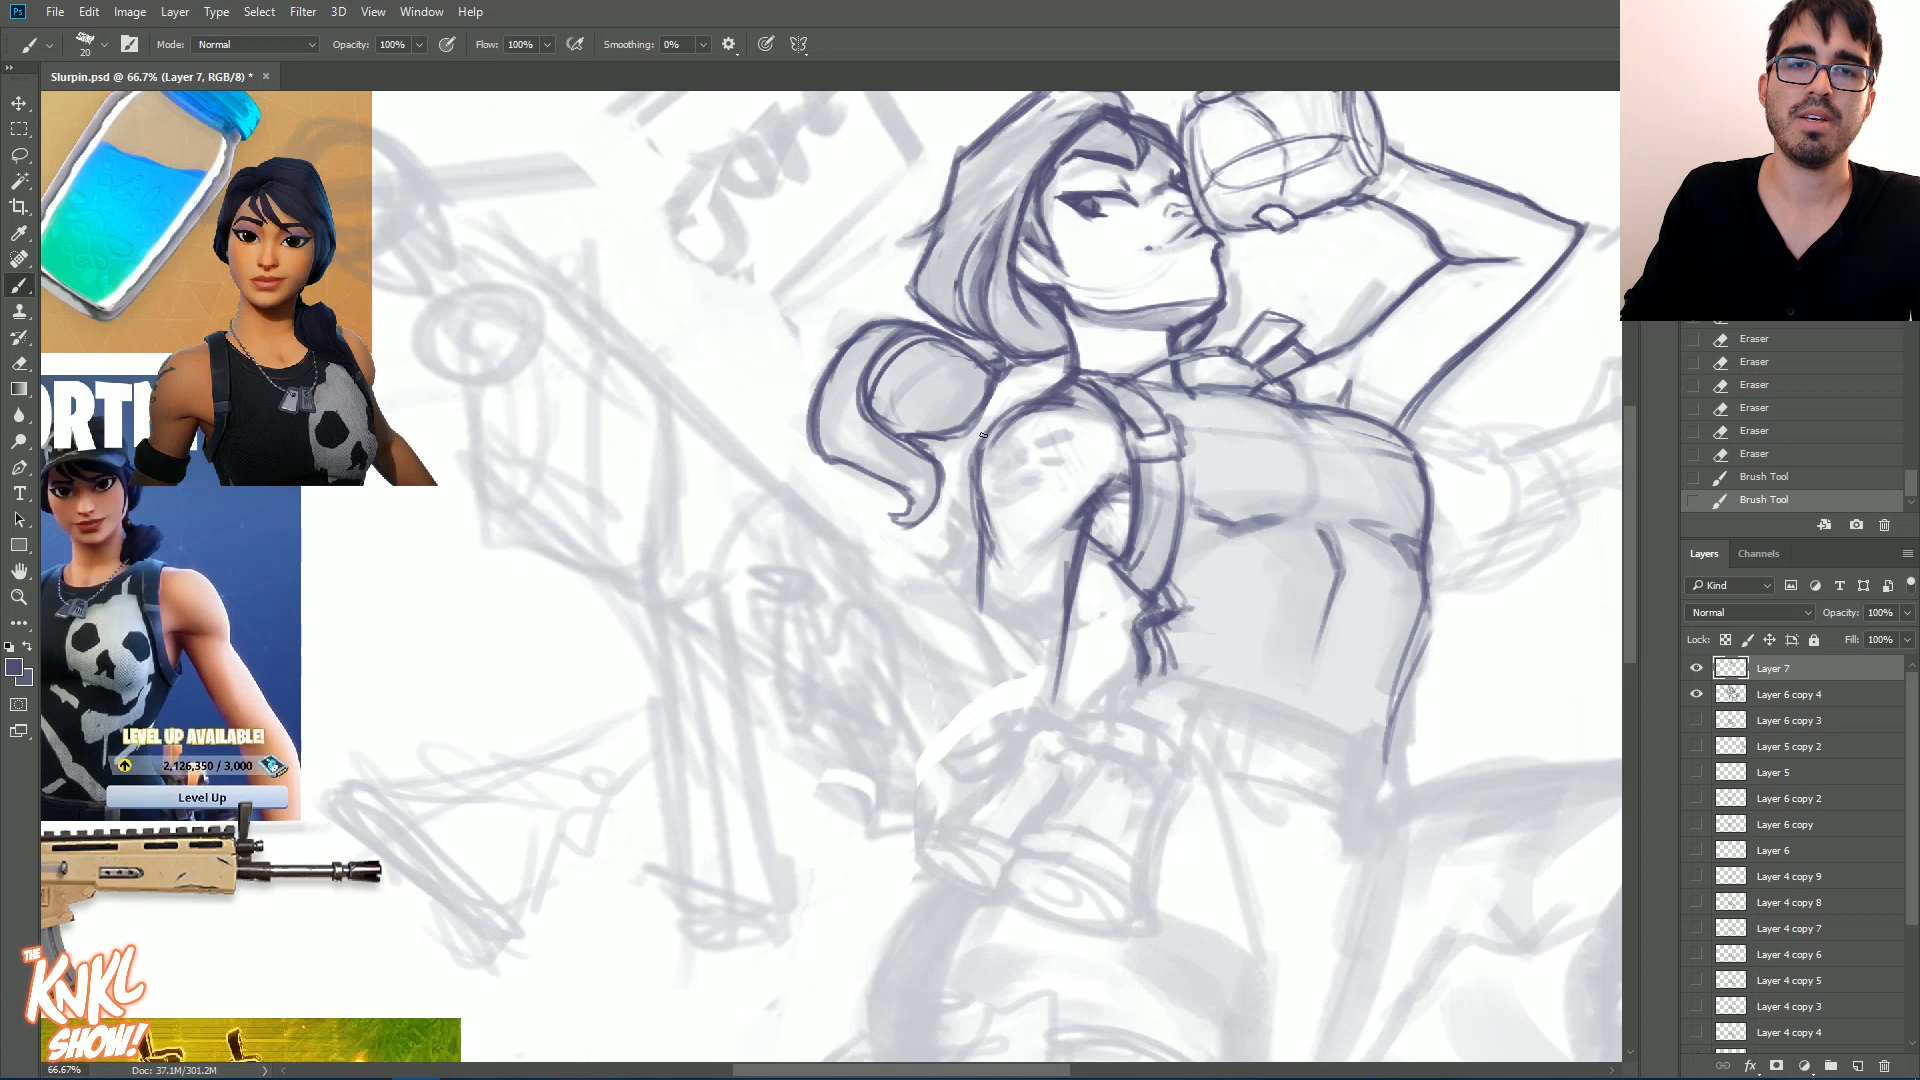 Ps File Edit Image Layer Type Select Filter 3D View Window Help
20 Mode: Normal Opacity: 100% Flow: 100% Smoothing: 0%
Slurpin.psd @ 66.7% (Layer 7, RGB/8) * ×
Eraser
Eraser
Eraser
Eraser
Eraser
Eraser
Brush Tool
Brush Tool
Layers Channels
Kind
Normal Opacity: 100%
Lock: Fill: 100%
Layer 7
Layer 6 copy 4
Layer 6 copy 3
Layer 5 copy 2
Layer 5
Layer 6 copy 2
Layer 6 copy
Layer 6
Layer 4 copy 9
Layer 4 copy 8
Layer 4 copy 7
Layer 4 copy 6
Layer 4 copy 5
Layer 4 copy 3
Layer 4 copy 4
fx
ORT
LEVEL UP AVAILABLE!
2,126,350 / 3,000
Level Up
THE
KNKL
SHOW!
66.67% Doc: 37.1M/301.2M